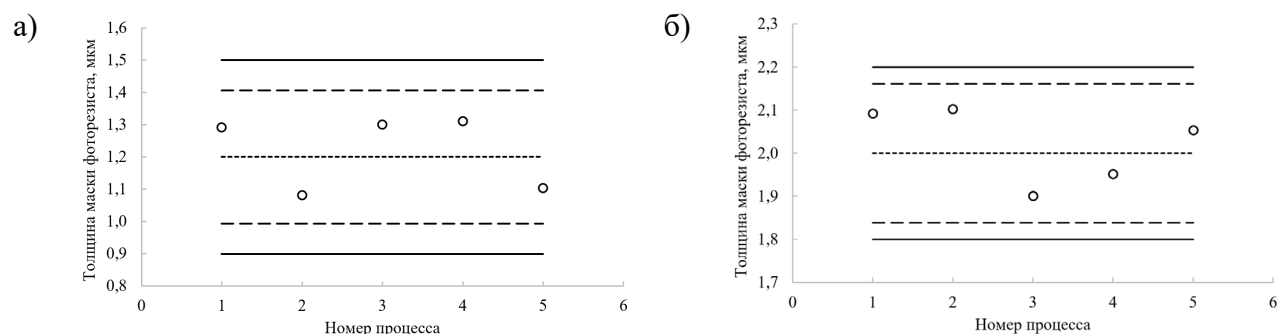 а)
Толщина маски фоторезиста, мкм
1,6
1,5
1,4
1,3
1,2
1,1
1,0
0,9
0,8
0 1 2 3 4 5 6
Номер процесса
б)
Толщина маски фоторезиста, мкм
2,3
2,2
2,1
2,0
1,9
1,8
1,7
0 1 2 3 4 5 6
Номер процесса